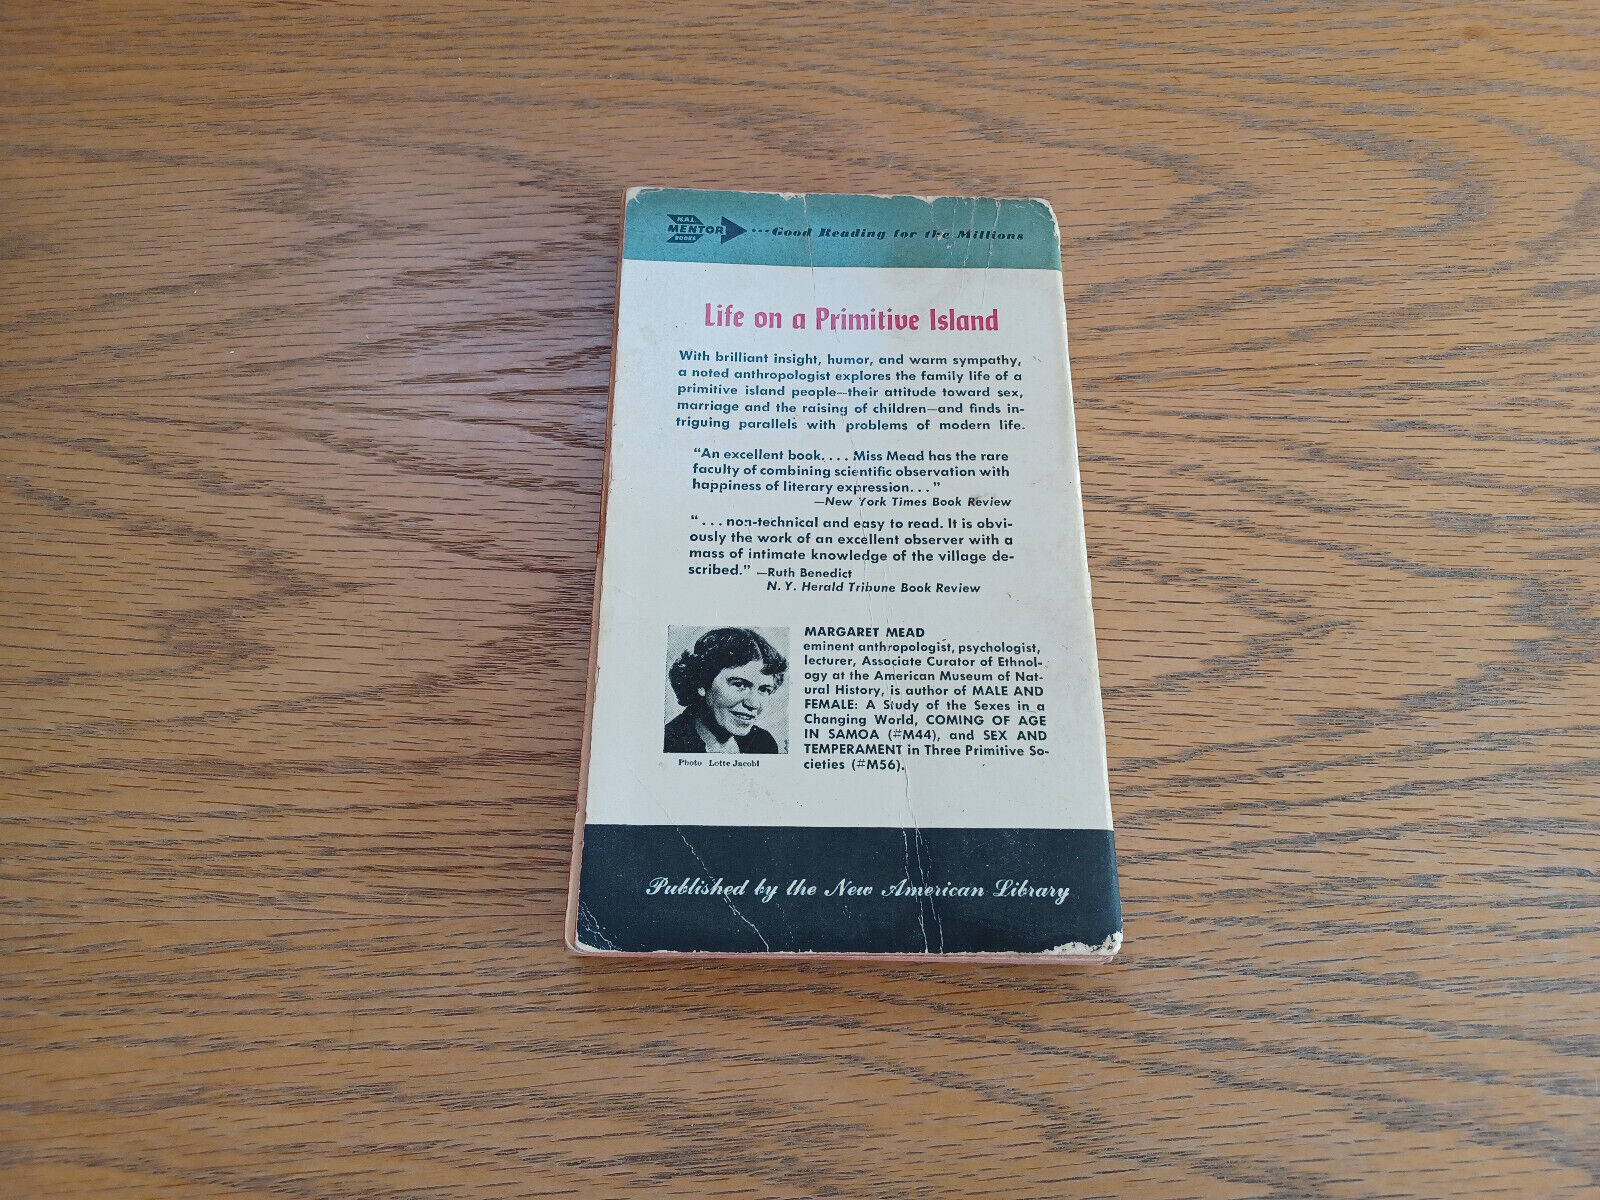 N.A.L.
MENTOR
BOOKS
...Good Reading for the Millions
Life on a Primitive Island
With brilliant insight, humor, and warm sympathy,
a noted anthropologist explores the family life of a
primitive island people—their attitude toward sex,
marriage and the raising of children—and finds in-
triguing parallels with problems of modern life.
"An excellent book. . . . Miss Mead has the rare
faculty of combining scientific observation with
happiness of literary expression. . ."
—New York Times Book Review
". . . non-technical and easy to read. It is obvi-
ously the work of an excellent observer with a
mass of intimate knowledge of the village de-
scribed." —Ruth Benedict
N. Y. Herald Tribune Book Review
MARGARET MEAD
eminent anthropologist, psychologist,
lecturer, Associate Curator of Ethnol-
ogy at the American Museum of Nat-
ural History, is author of MALE AND
FEMALE: A Study of the Sexes in a
Changing World, COMING OF AGE
IN SAMOA (#M44), and SEX AND
TEMPERAMENT in Three Primitive So-
cieties (#M56).
Photo Lotte Jacobi
Published by the New American Library